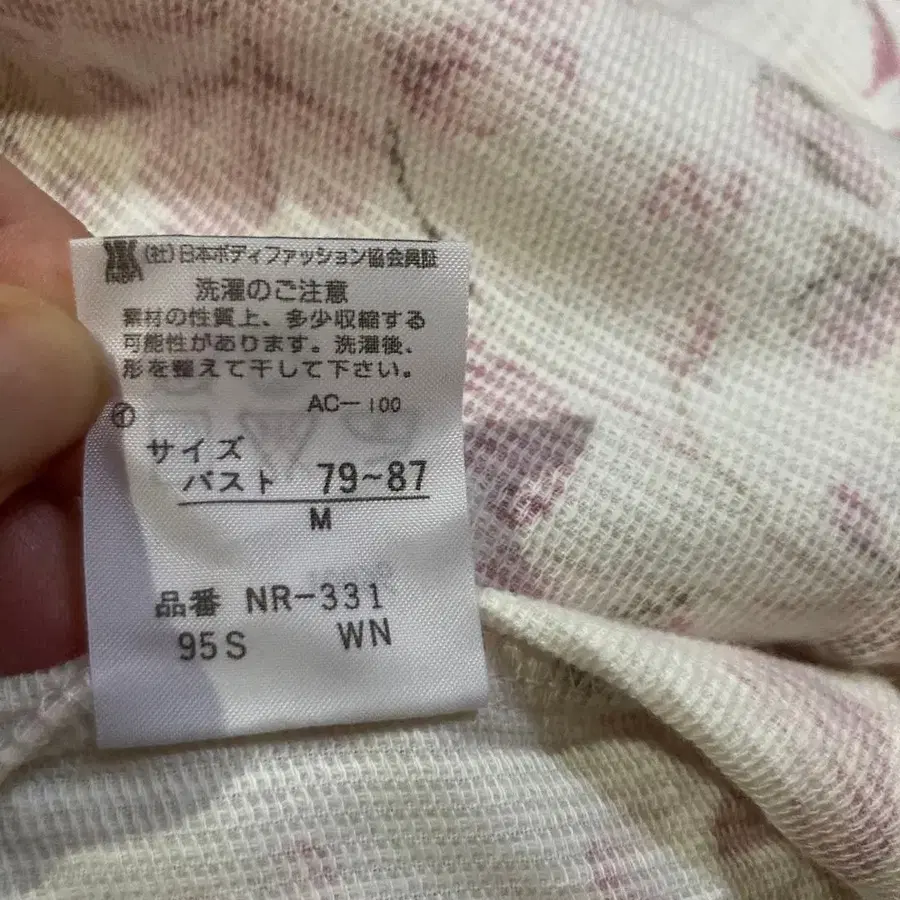 (社)日本ボディファッション協会員証
洗濯のご注意
素材の性質上、多少収縮する
可能性があります。洗濯後、
形を整えて干して下さい。
㋑ AC-100
サイズ
バスト 79~87
M
品番 NR-331
95S WN